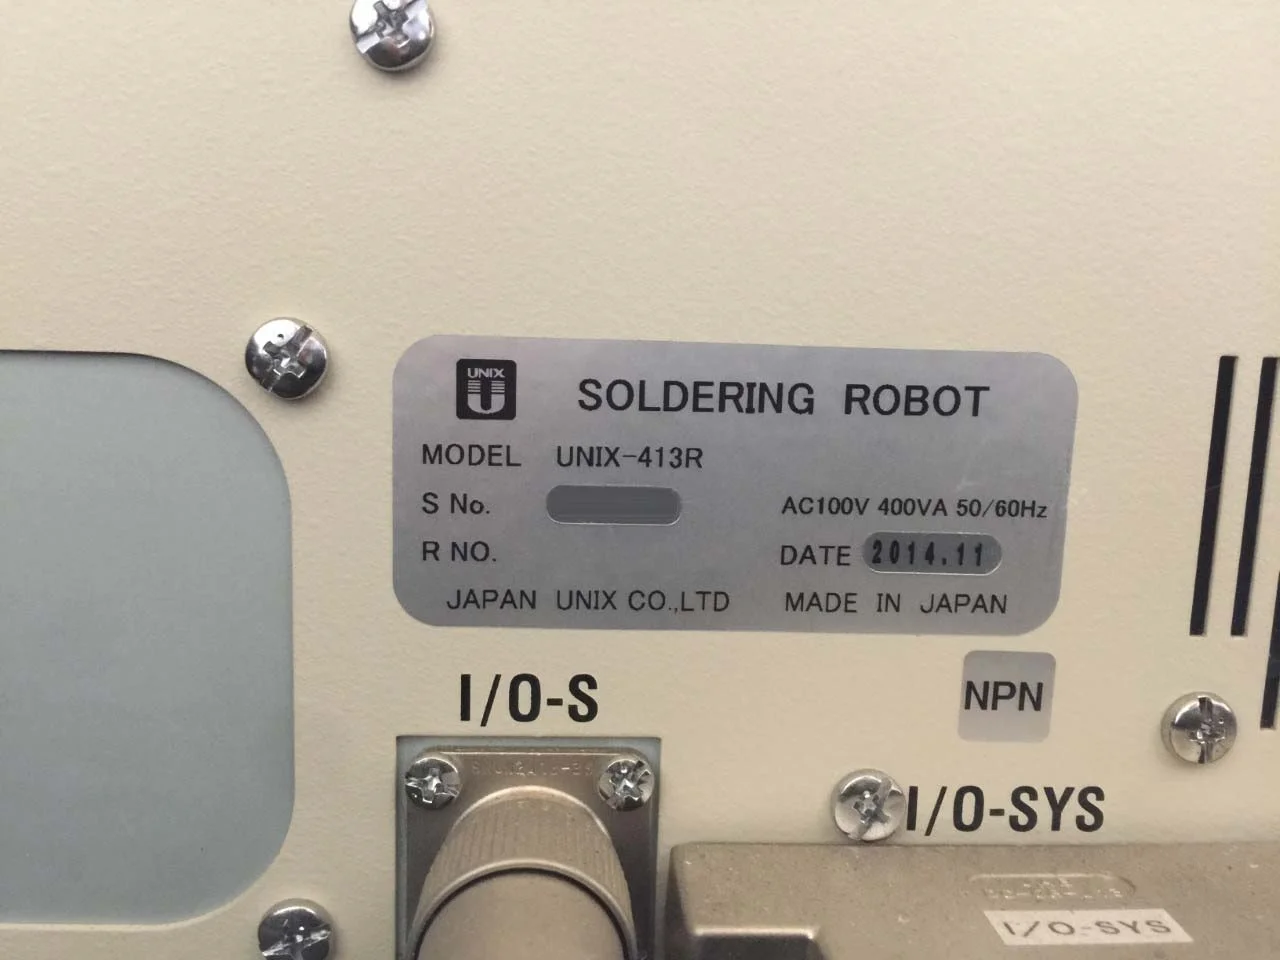 UNIX
U
SOLDERING ROBOT
MODEL UNIX-413R
S No.
AC100V 400VA 50/60Hz
R NO.
DATE 2014.11
JAPAN UNIX CO.,LTD
MADE IN JAPAN
I/O-S
NPN
I/O-SYS
I/O-SYS